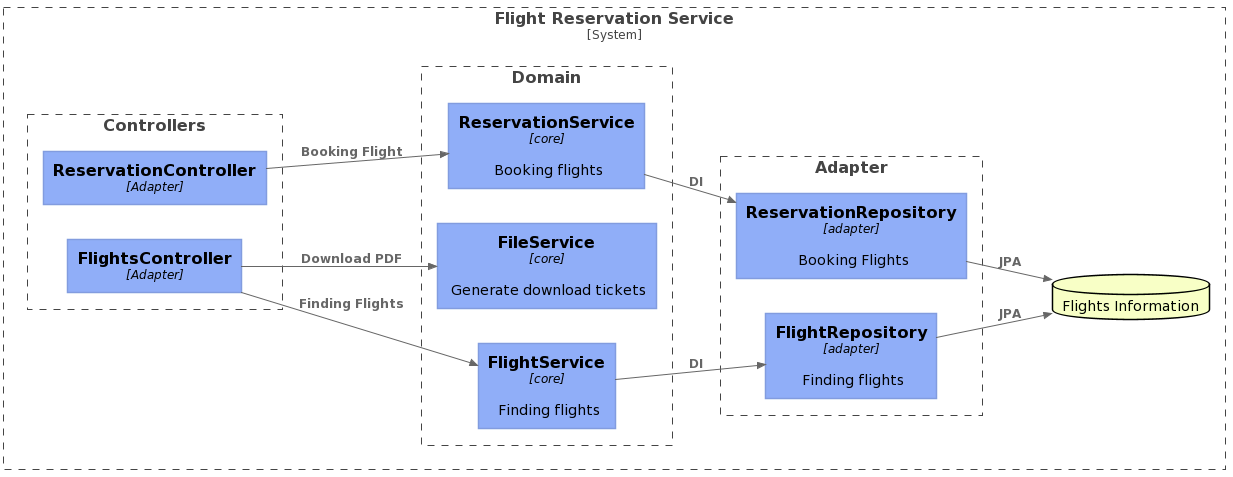 Flight Reservation Service
[System]
Controllers
ReservationController
[Adapter]
FlightsController
[Adapter]
Booking Flight
Download PDF
Finding Flights
Domain
ReservationService
[core]
Booking flights
FileService
[core]
Generate download tickets
FlightService
[core]
Finding flights
DI
DI
Adapter
ReservationRepository
[adapter]
Booking Flights
FlightRepository
[adapter]
Finding flights
JPA
JPA
Flights Information